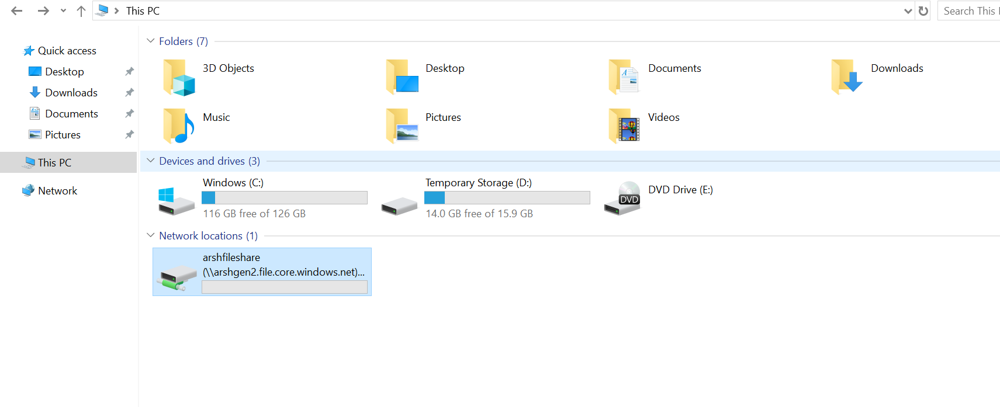 This PC
Search This
Quick access
Desktop
Downloads
Documents
Pictures
This PC
Network
Folders (7)
3D Objects
Desktop
Documents
Downloads
Music
Pictures
Videos
Devices and drives (3)
Windows (C:)
116 GB free of 126 GB
Temporary Storage (D:)
14.0 GB free of 15.9 GB
DVD Drive (E:)
DVD
Network locations (1)
arshfileshare
(\\arshgen2.file.core.windows.net)...